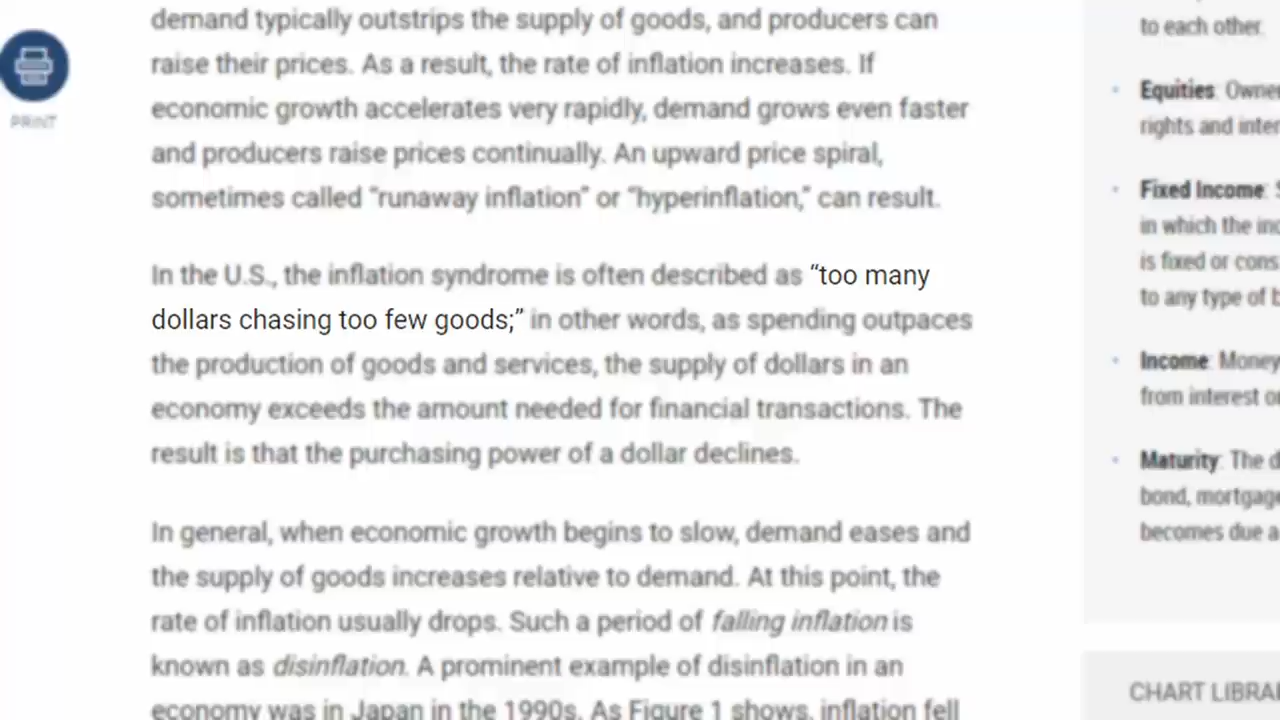 demand typically outstrips the supply of goods, and producers can
raise their prices. As a result, the rate of inflation increases. If
economic growth accelerates very rapidly, demand grows even faster
and producers raise prices continually. An upward price spiral,
sometimes called “runaway inflation” or “hyperinflation,” can result.
In the U.S., the inflation syndrome is often described as “too many
dollars chasing too few goods;” in other words, as spending outpaces
the production of goods and services, the supply of dollars in an
economy exceeds the amount needed for financial transactions. The
result is that the purchasing power of a dollar declines.
In general, when economic growth begins to slow, demand eases and
the supply of goods increases relative to demand. At this point, the
rate of inflation usually drops. Such a period of falling inflation is
known as disinflation. A prominent example of disinflation in an
economy was in Japan in the 1990s. As Figure 1 shows, inflation fell
PRINT
to each other.
Equities: Owner
rights and inter
Fixed Income:
in which the inc
is fixed or cons
to any type of b
Income: Money
from interest o
Maturity: The d
bond, mortgage
becomes due a
CHART LIBRA